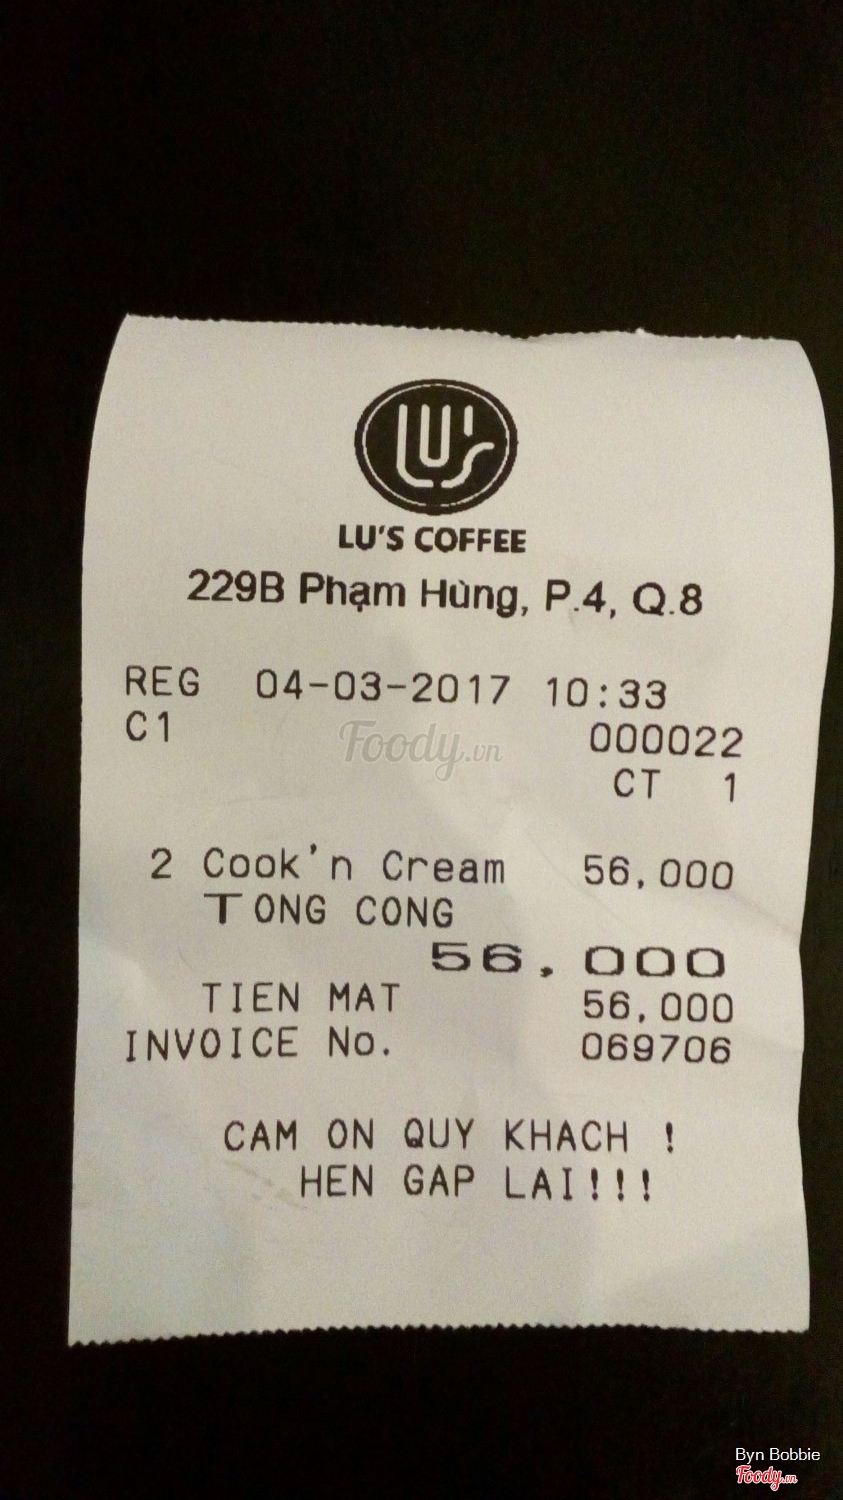 LU'S
LU'S COFFEE
229B Phạm Hùng, P.4, Q.8
REG 04-03-2017 10:33
C1 000022
CT 1
2 Cook'n Cream 56,000
TONG CONG
56.000
TIEN MAT 56,000
INVOICE No. 069706
CAM ON QUY KHACH !
HEN GAP LAI!!!
Foody.vn
Byn Bobbie
Foody.vn